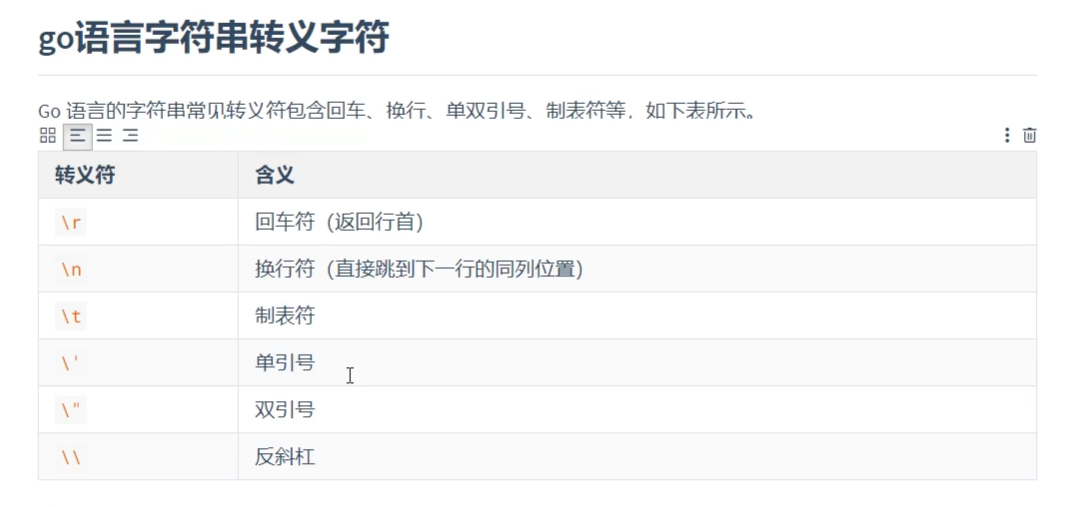 go语言字符串转义字符
Go 语言的字符串常见转义符包含回车、换行、单双引号、制表符等，如下表所示。
转义符 含义
\r 回车符（返回行首）
\n 换行符（直接跳到下一行的同列位置）
\t 制表符
\' 单引号
\" 双引号
\\ 反斜杠